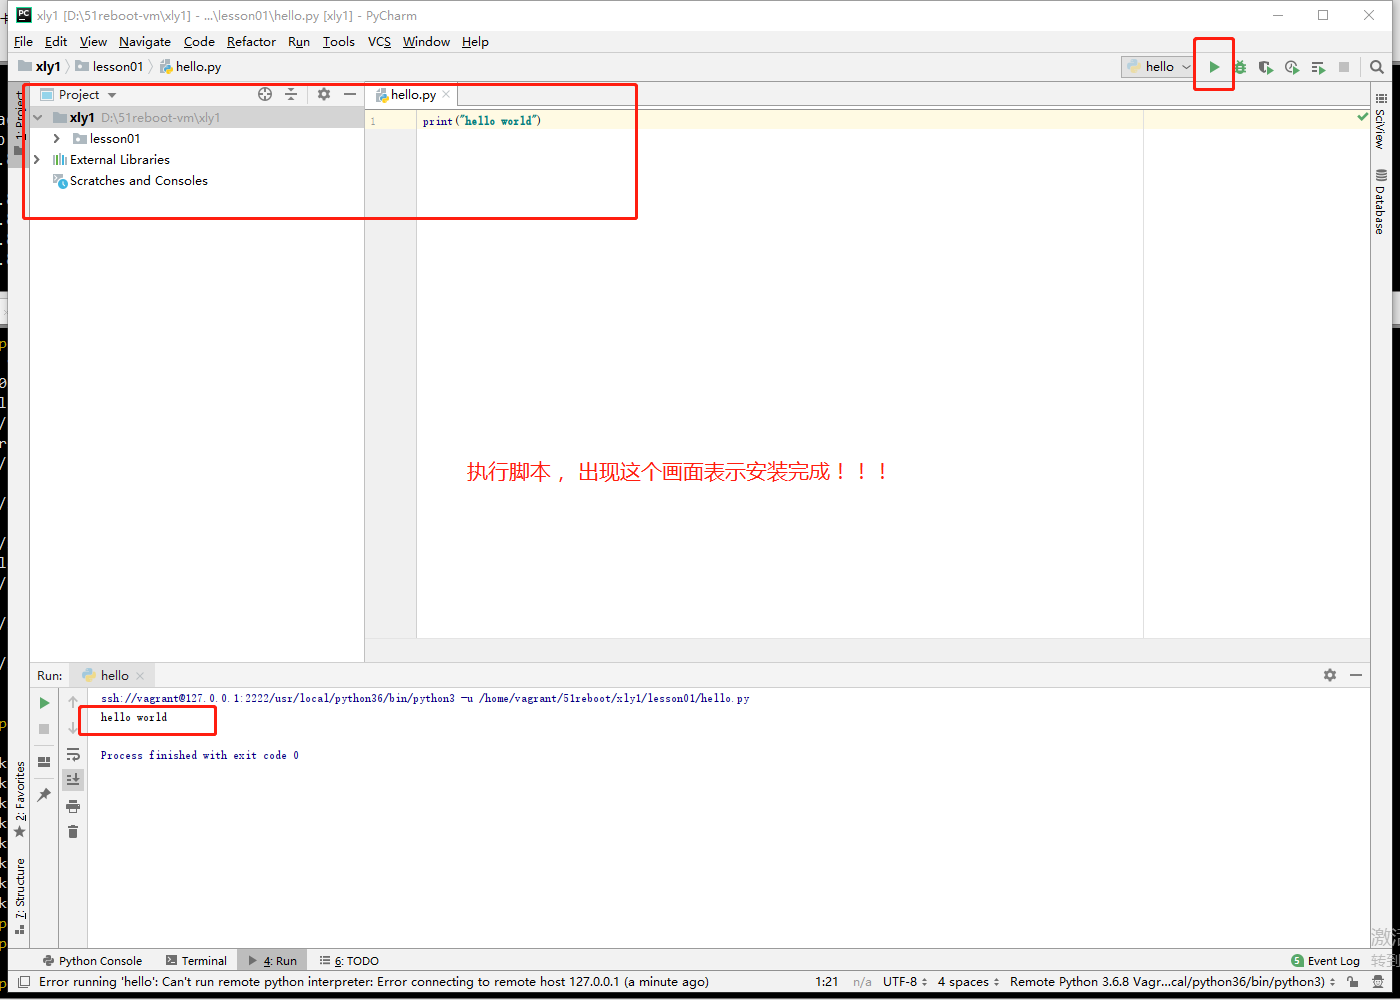 xly1 [D:\51reboot-vm\xly1] - ...\lesson01\hello.py [xly1] - PyCharm
File Edit View Navigate Code Refactor Run Tools VCS Window Help
xly1 lesson01 hello.py hello
Project hello.py
1: Project
xly1 D:\51reboot-vm\xly1
lesson01
External Libraries
Scratches and Consoles
1 print("hello world")
SciView
Database
执行脚本 ，出现这个画面表示安装完成！！！
Run: hello
ssh://vagrant@127.0.0.1:2222/usr/local/python36/bin/python3 -u /home/vagrant/51reboot/xly1/lesson01/hello.py
hello world
Process finished with exit code 0
2: Favorites
7: Structure
Python Console Terminal 4: Run 6: TODO 5 Event Log
Error running 'hello': Can't run remote python interpreter: Error connecting to remote host 127.0.0.1 (a minute ago) 1:21 n/a UTF-8 4 spaces Remote Python 3.6.8 Vagr...cal/python36/bin/python3)
转到